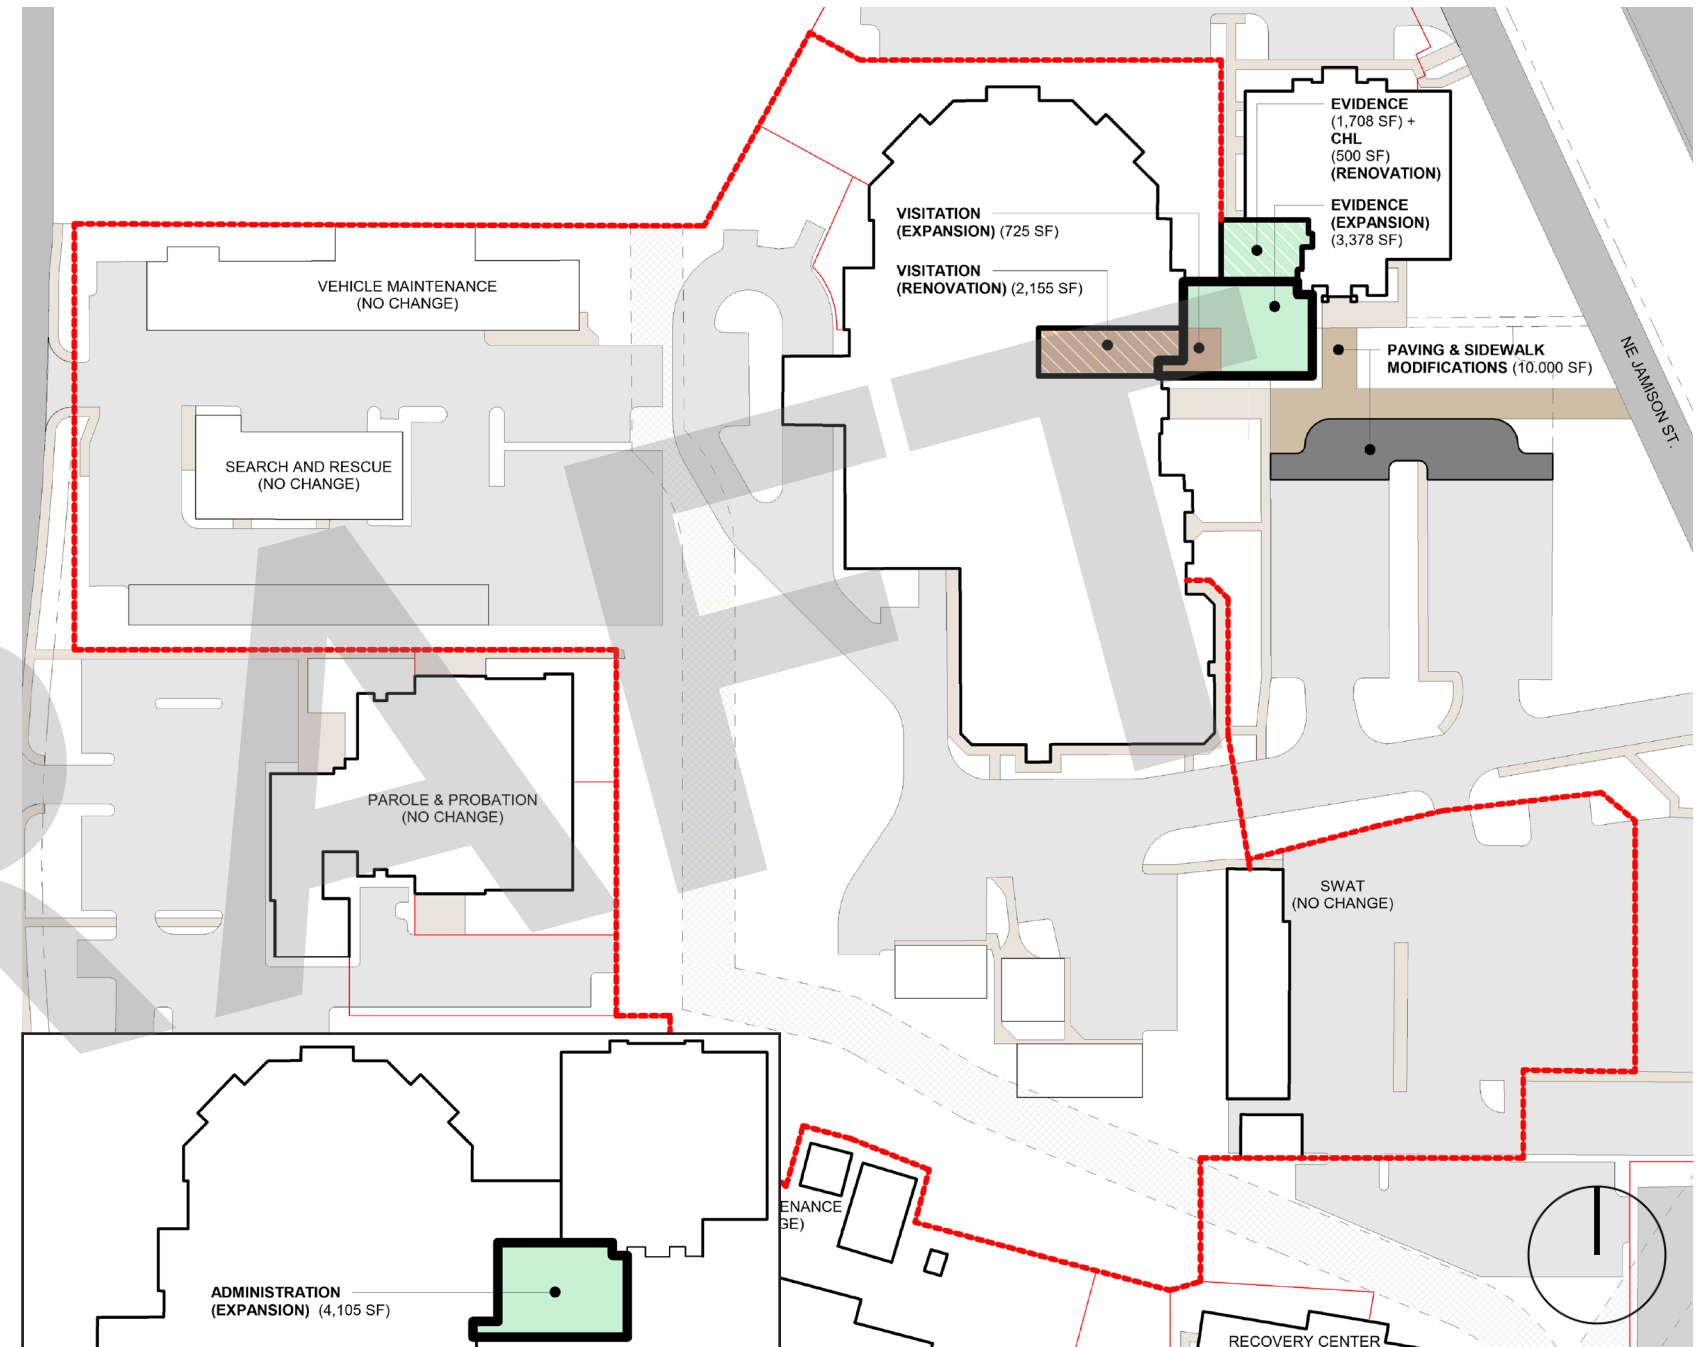 EVIDENCE
(1,708 SF) +
CHL
(500 SF)
(RENOVATION)
EVIDENCE
(EXPANSION)
(3,378 SF)
VISITATION
(EXPANSION) (725 SF)
VISITATION
(RENOVATION) (2,155 SF)
VEHICLE MAINTENANCE
(NO CHANGE)
PAVING & SIDEWALK
MODIFICATIONS (10.000 SF)
NE JAMISON ST.
SEARCH AND RESCUE
(NO CHANGE)
RAFT
PAROLE & PROBATION
(NO CHANGE)
SWAT
(NO CHANGE)
ENANCE
GE)
ADMINISTRATION
(EXPANSION) (4,105 SF)
RECOVERY CENTER